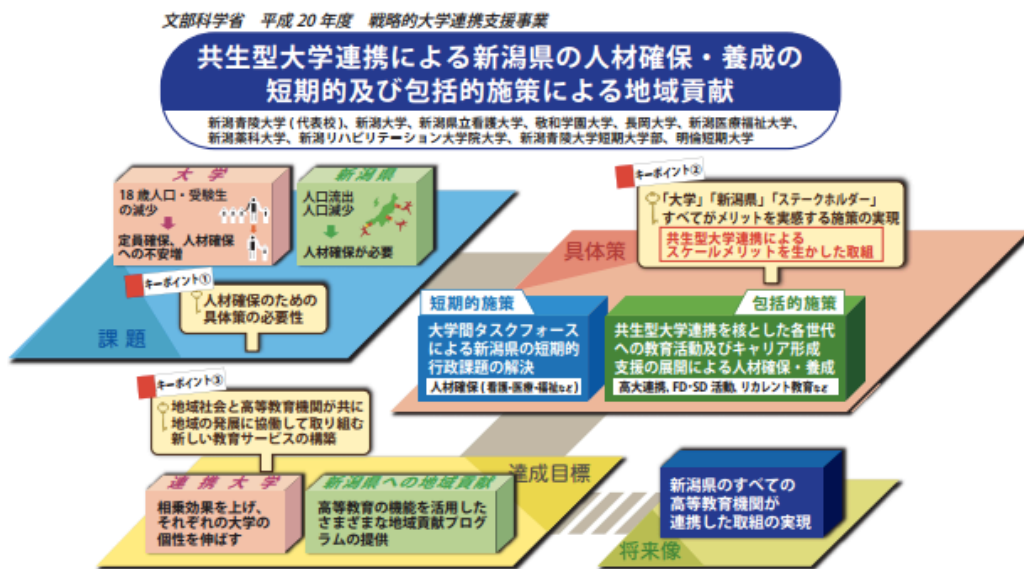 文部科学省 平成20年度 戦略的大学連携支援事業
共生型大学連携による新潟県の人材確保・養成の
短期的及び包括的施策による地域貢献
新潟青陵大学(代表校)、新潟大学、新潟県立看護大学、敬和学園大学、長岡大学、新潟医療福祉大学、
新潟薬科大学、新潟リハビリテーション大学院大学、新潟青陵大学短期大学部、明倫短期大学
大学
18歳人口・受験生
の減少
定員確保、人材確保
への不安増
新潟県
人口流出
人口減少
人材確保が必要
キーポイント①
人材確保のための
具体策の必要性
課題
キーポイント②
「大学」「新潟県」「ステークホルダー」
すべてがメリットを実感する施策の実現
共生型大学連携による
スケールメリットを生かした取組
具体策
短期的施策
大学間タスクフォース
による新潟県の短期的
行政課題の解決
人材確保(看護・医療・福祉など)
包括的施策
共生型大学連携を核とした各世代
への教育活動及びキャリア形成
支援の展開による人材確保・養成
高大連携、FD・SD活動、リカレント教育など
キーポイント③
地域社会と高等教育機関が共に
地域の発展に協働して取り組む
新しい教育サービスの構築
達成目標
連携大学
相乗効果を上げ、
それぞれの大学の
個性を伸ばす
新潟県への地域貢献
高等教育の機能を活用した
さまざまな地域貢献プログ
ラムの提供
新潟県のすべての
高等教育機関が
連携した取組の実現
将来像